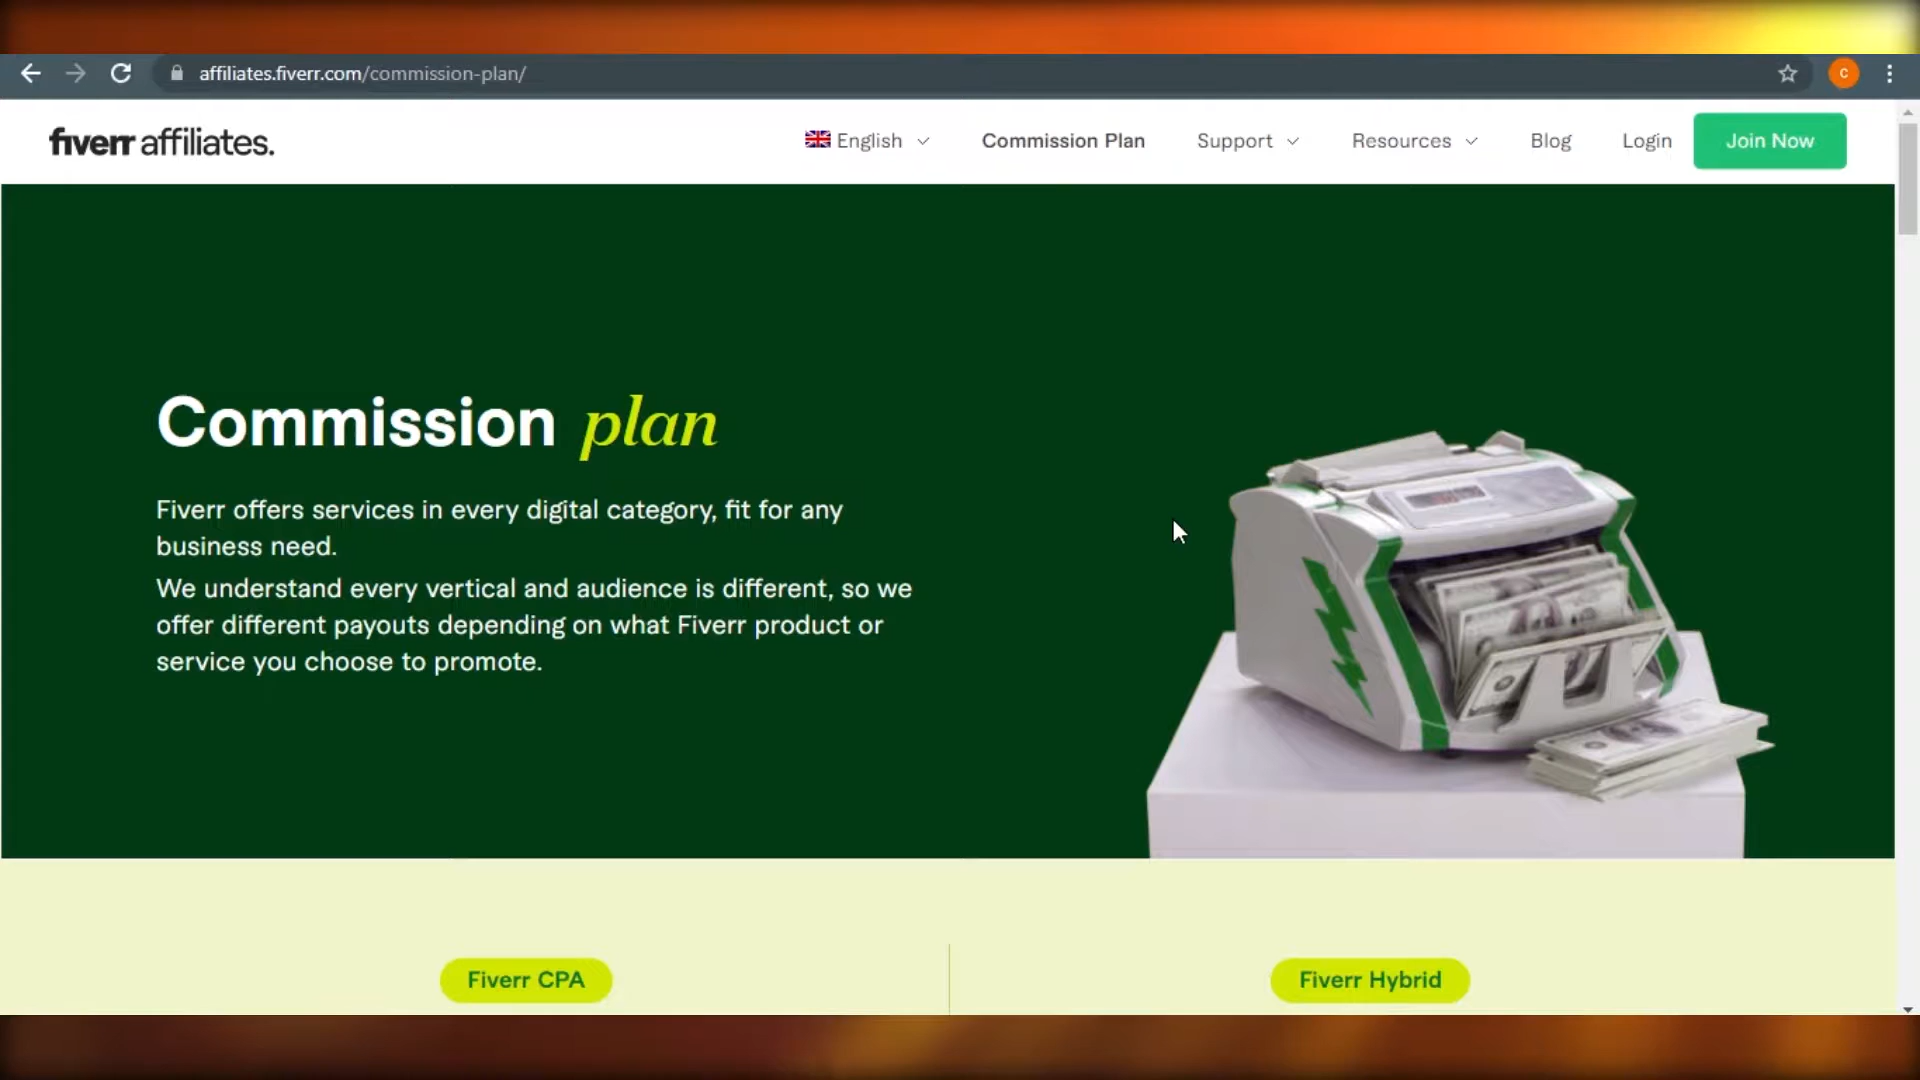 affiliates.fiverr.com/commission-plan/
C
fiverr affiliates.
English
Commission Plan
Support
Resources
Blog
Login
Join Now
Commission plan
Fiverr offers services in every digital category, fit for any
business need.
We understand every vertical and audience is different, so we
offer different payouts depending on what Fiverr product or
service you choose to promote.
Fiverr CPA
Fiverr Hybrid